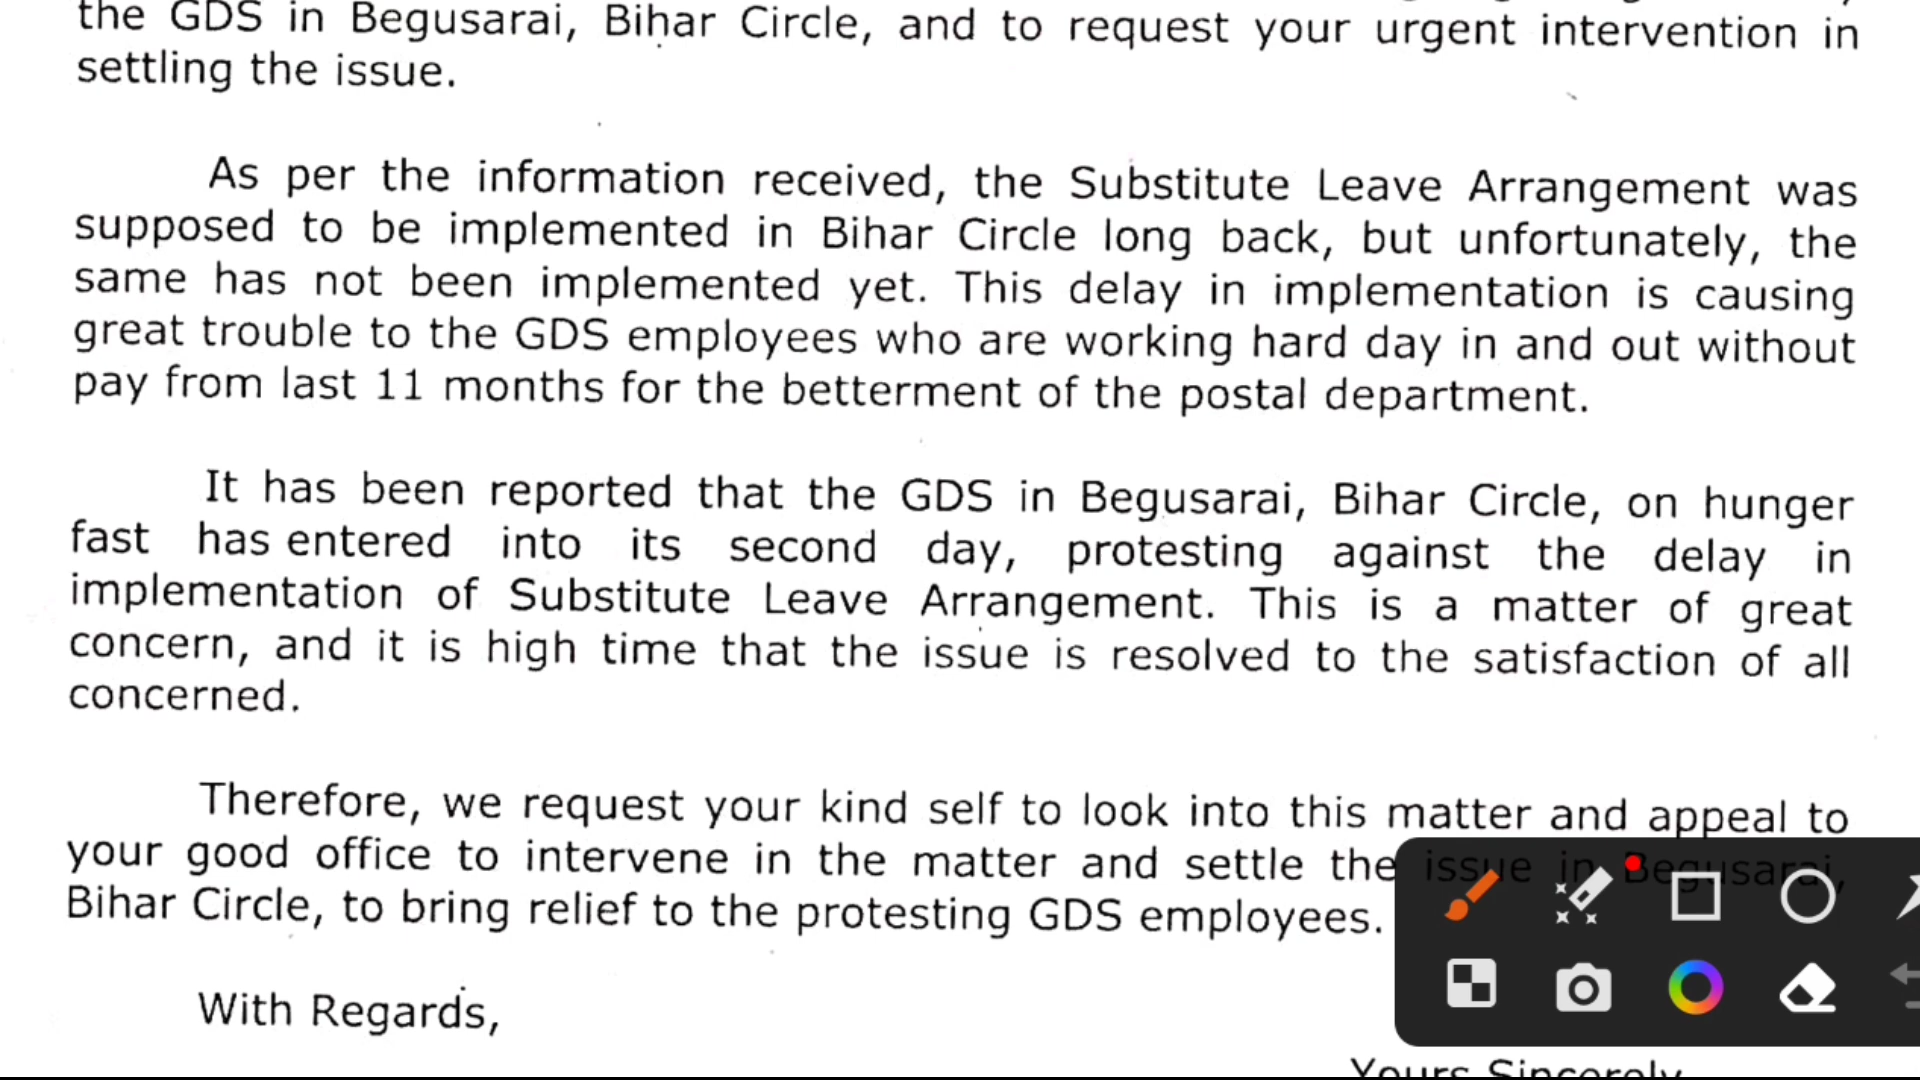 the GDS in Begusarai, Bihar Circle, and to request your urgent intervention in
settling the issue.
As per the information received, the Substitute Leave Arrangement was
supposed to be implemented in Bihar Circle long back, but unfortunately, the
same has not been implemented yet. This delay in implementation is causing
great trouble to the GDS employees who are working hard day in and out without
pay from last 11 months for the betterment of the postal department.
It has been reported that the GDS in Begusarai, Bihar Circle, on hunger
fast has entered into its second day, protesting against the delay in
implementation of Substitute Leave Arrangement. This is a matter of great
concern, and it is high time that the issue is resolved to the satisfaction of all
concerned.
Therefore, we request your kind self to look into this matter and appeal to
your good office to intervene in the matter and settle the issue in Begusarai,
Bihar Circle, to bring relief to the protesting GDS employees.
With Regards,
Yours Sincerely